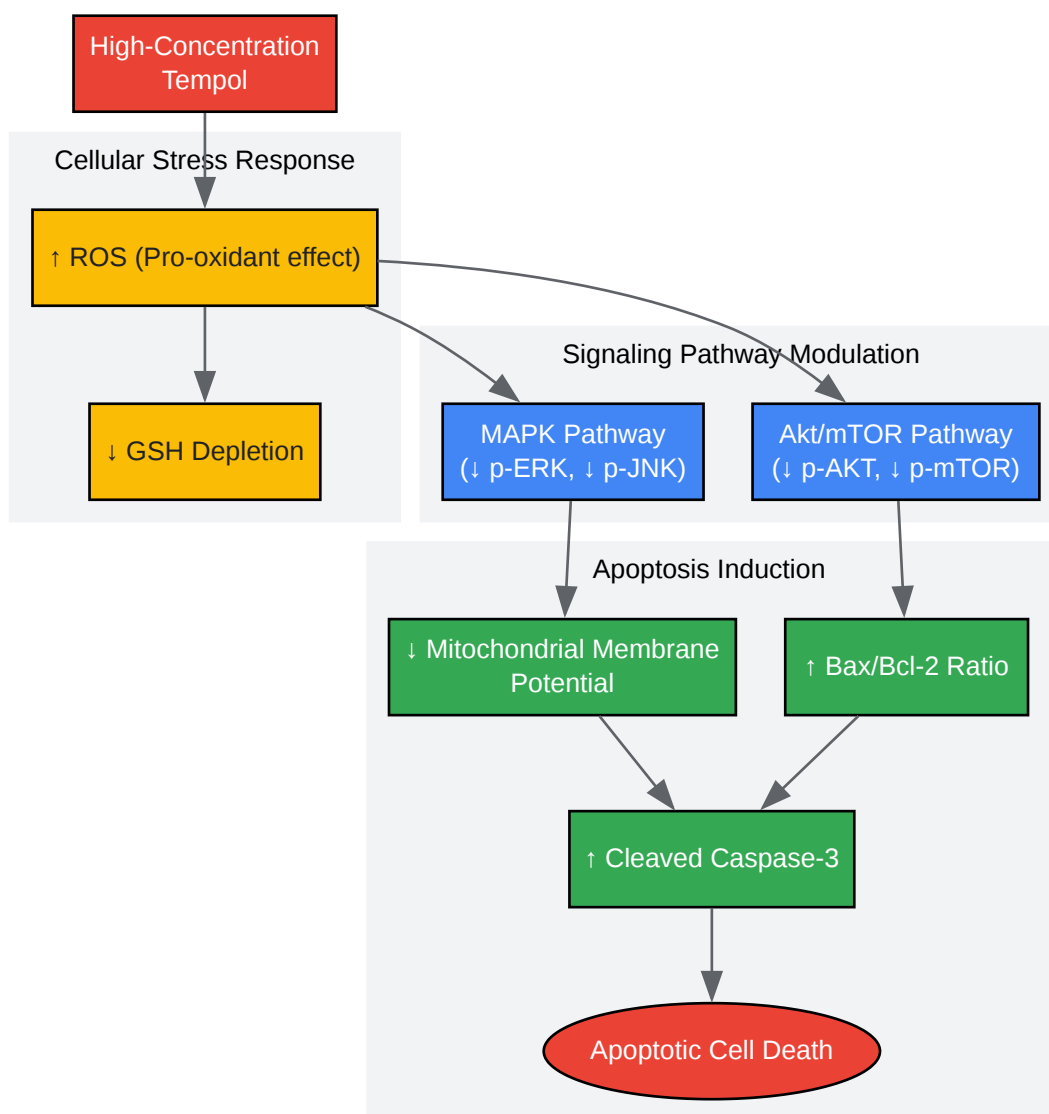 High-Concentration
Tempol
Cellular Stress Response
↑ ROS (Pro-oxidant effect)
↓ GSH Depletion
Signaling Pathway Modulation
MAPK Pathway
(↓ p-ERK, ↓ p-JNK)
Akt/mTOR Pathway
(↓ p-AKT, ↓ p-mTOR)
Apoptosis Induction
↓ Mitochondrial Membrane
Potential
↑ Bax/Bcl-2 Ratio
↑ Cleaved Caspase-3
Apoptotic Cell Death